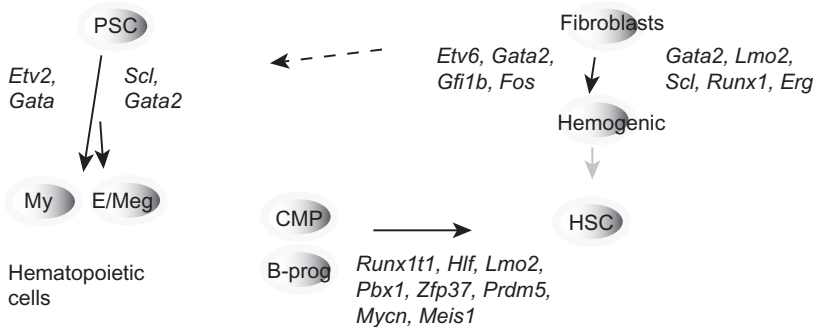 PSC
Etv2,
Gata
Scl,
Gata2
My
E/Meg
Hematopoietic
cells
Fibroblasts
Etv6, Gata2,
Gfi1b, Fos
Gata2, Lmo2,
Scl, Runx1, Erg
Hemogenic
CMP
HSC
B-prog
Runx1t1, Hlf, Lmo2,
Pbx1, Zfp37, Prdm5,
Mycn, Meis1